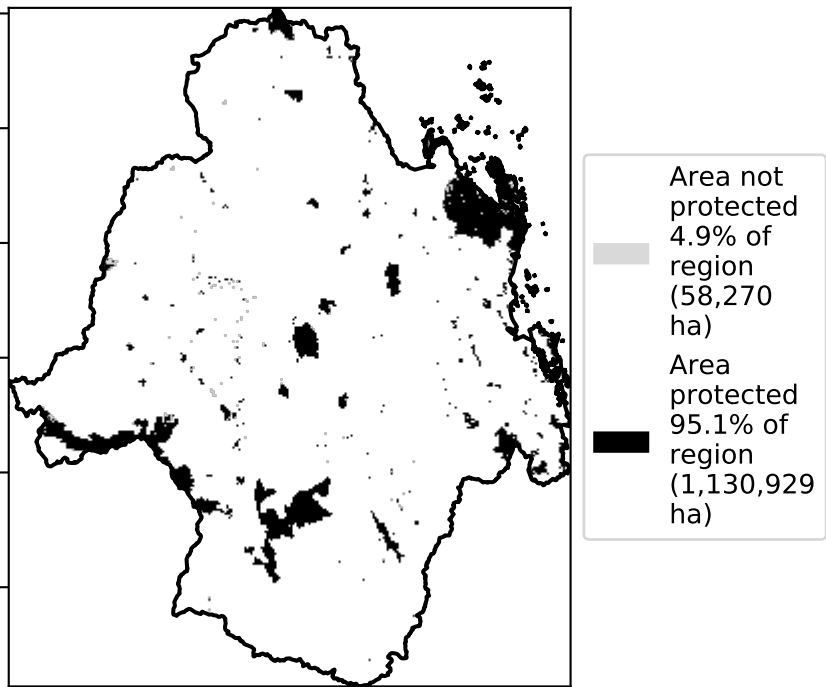 Area not
protected
4.9% of
region
(58,270
ha)
Area
protected
95.1% of
region
(1,130,929
ha)